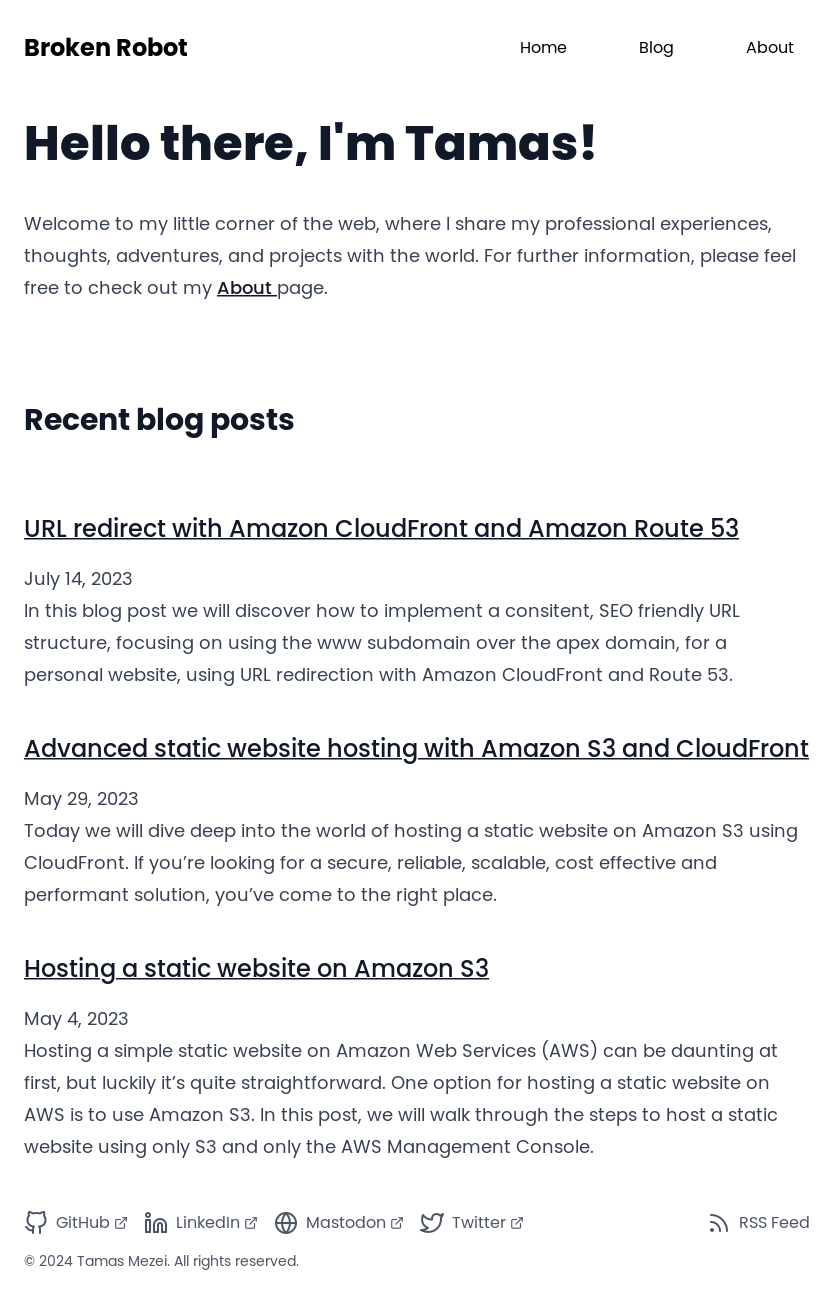 Broken Robot
Home
Blog
About
Hello there, I'm Tamas!
Welcome to my little corner of the web, where I share my professional experiences,
thoughts, adventures, and projects with the world. For further information, please feel
free to check out my About page.
Recent blog posts
URL redirect with Amazon CloudFront and Amazon Route 53
July 14, 2023
In this blog post we will discover how to implement a consitent, SEO friendly URL
structure, focusing on using the www subdomain over the apex domain, for a
personal website, using URL redirection with Amazon CloudFront and Route 53.
Advanced static website hosting with Amazon S3 and CloudFront
May 29, 2023
Today we will dive deep into the world of hosting a static website on Amazon S3 using
CloudFront. If you’re looking for a secure, reliable, scalable, cost effective and
performant solution, you’ve come to the right place.
Hosting a static website on Amazon S3
May 4, 2023
Hosting a simple static website on Amazon Web Services (AWS) can be daunting at
first, but luckily it’s quite straightforward. One option for hosting a static website on
AWS is to use Amazon S3. In this post, we will walk through the steps to host a static
website using only S3 and only the AWS Management Console.
GitHub
LinkedIn
Mastodon
Twitter
RSS Feed
© 2024 Tamas Mezei. All rights reserved.